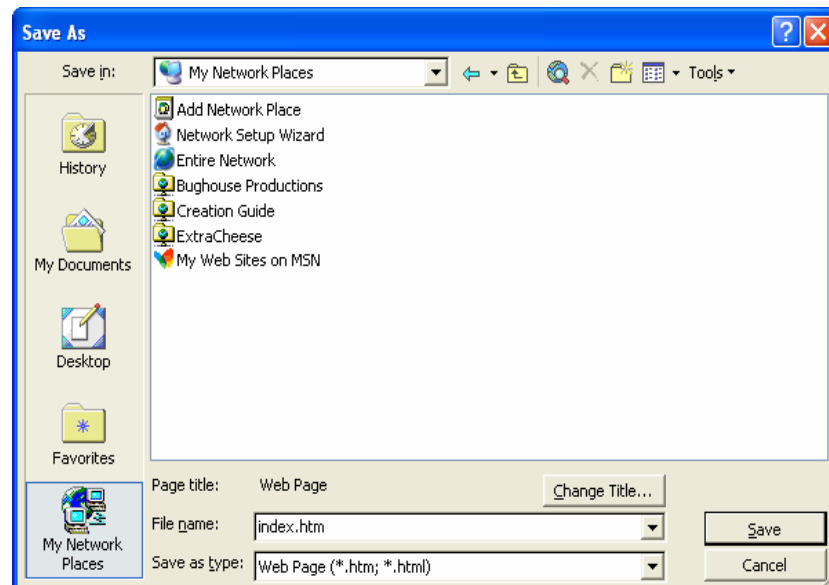 Save As
Save in:
My Network Places
Tools
History
My Documents
Desktop
Favorites
My Network
Places
Add Network Place
Network Setup Wizard
Entire Network
Bughouse Productions
Creation Guide
ExtraCheese
My Web Sites on MSN
Page title: Web Page
Change Title...
File name: index.htm
Save
Save as type: Web Page (*.htm; *.html)
Cancel